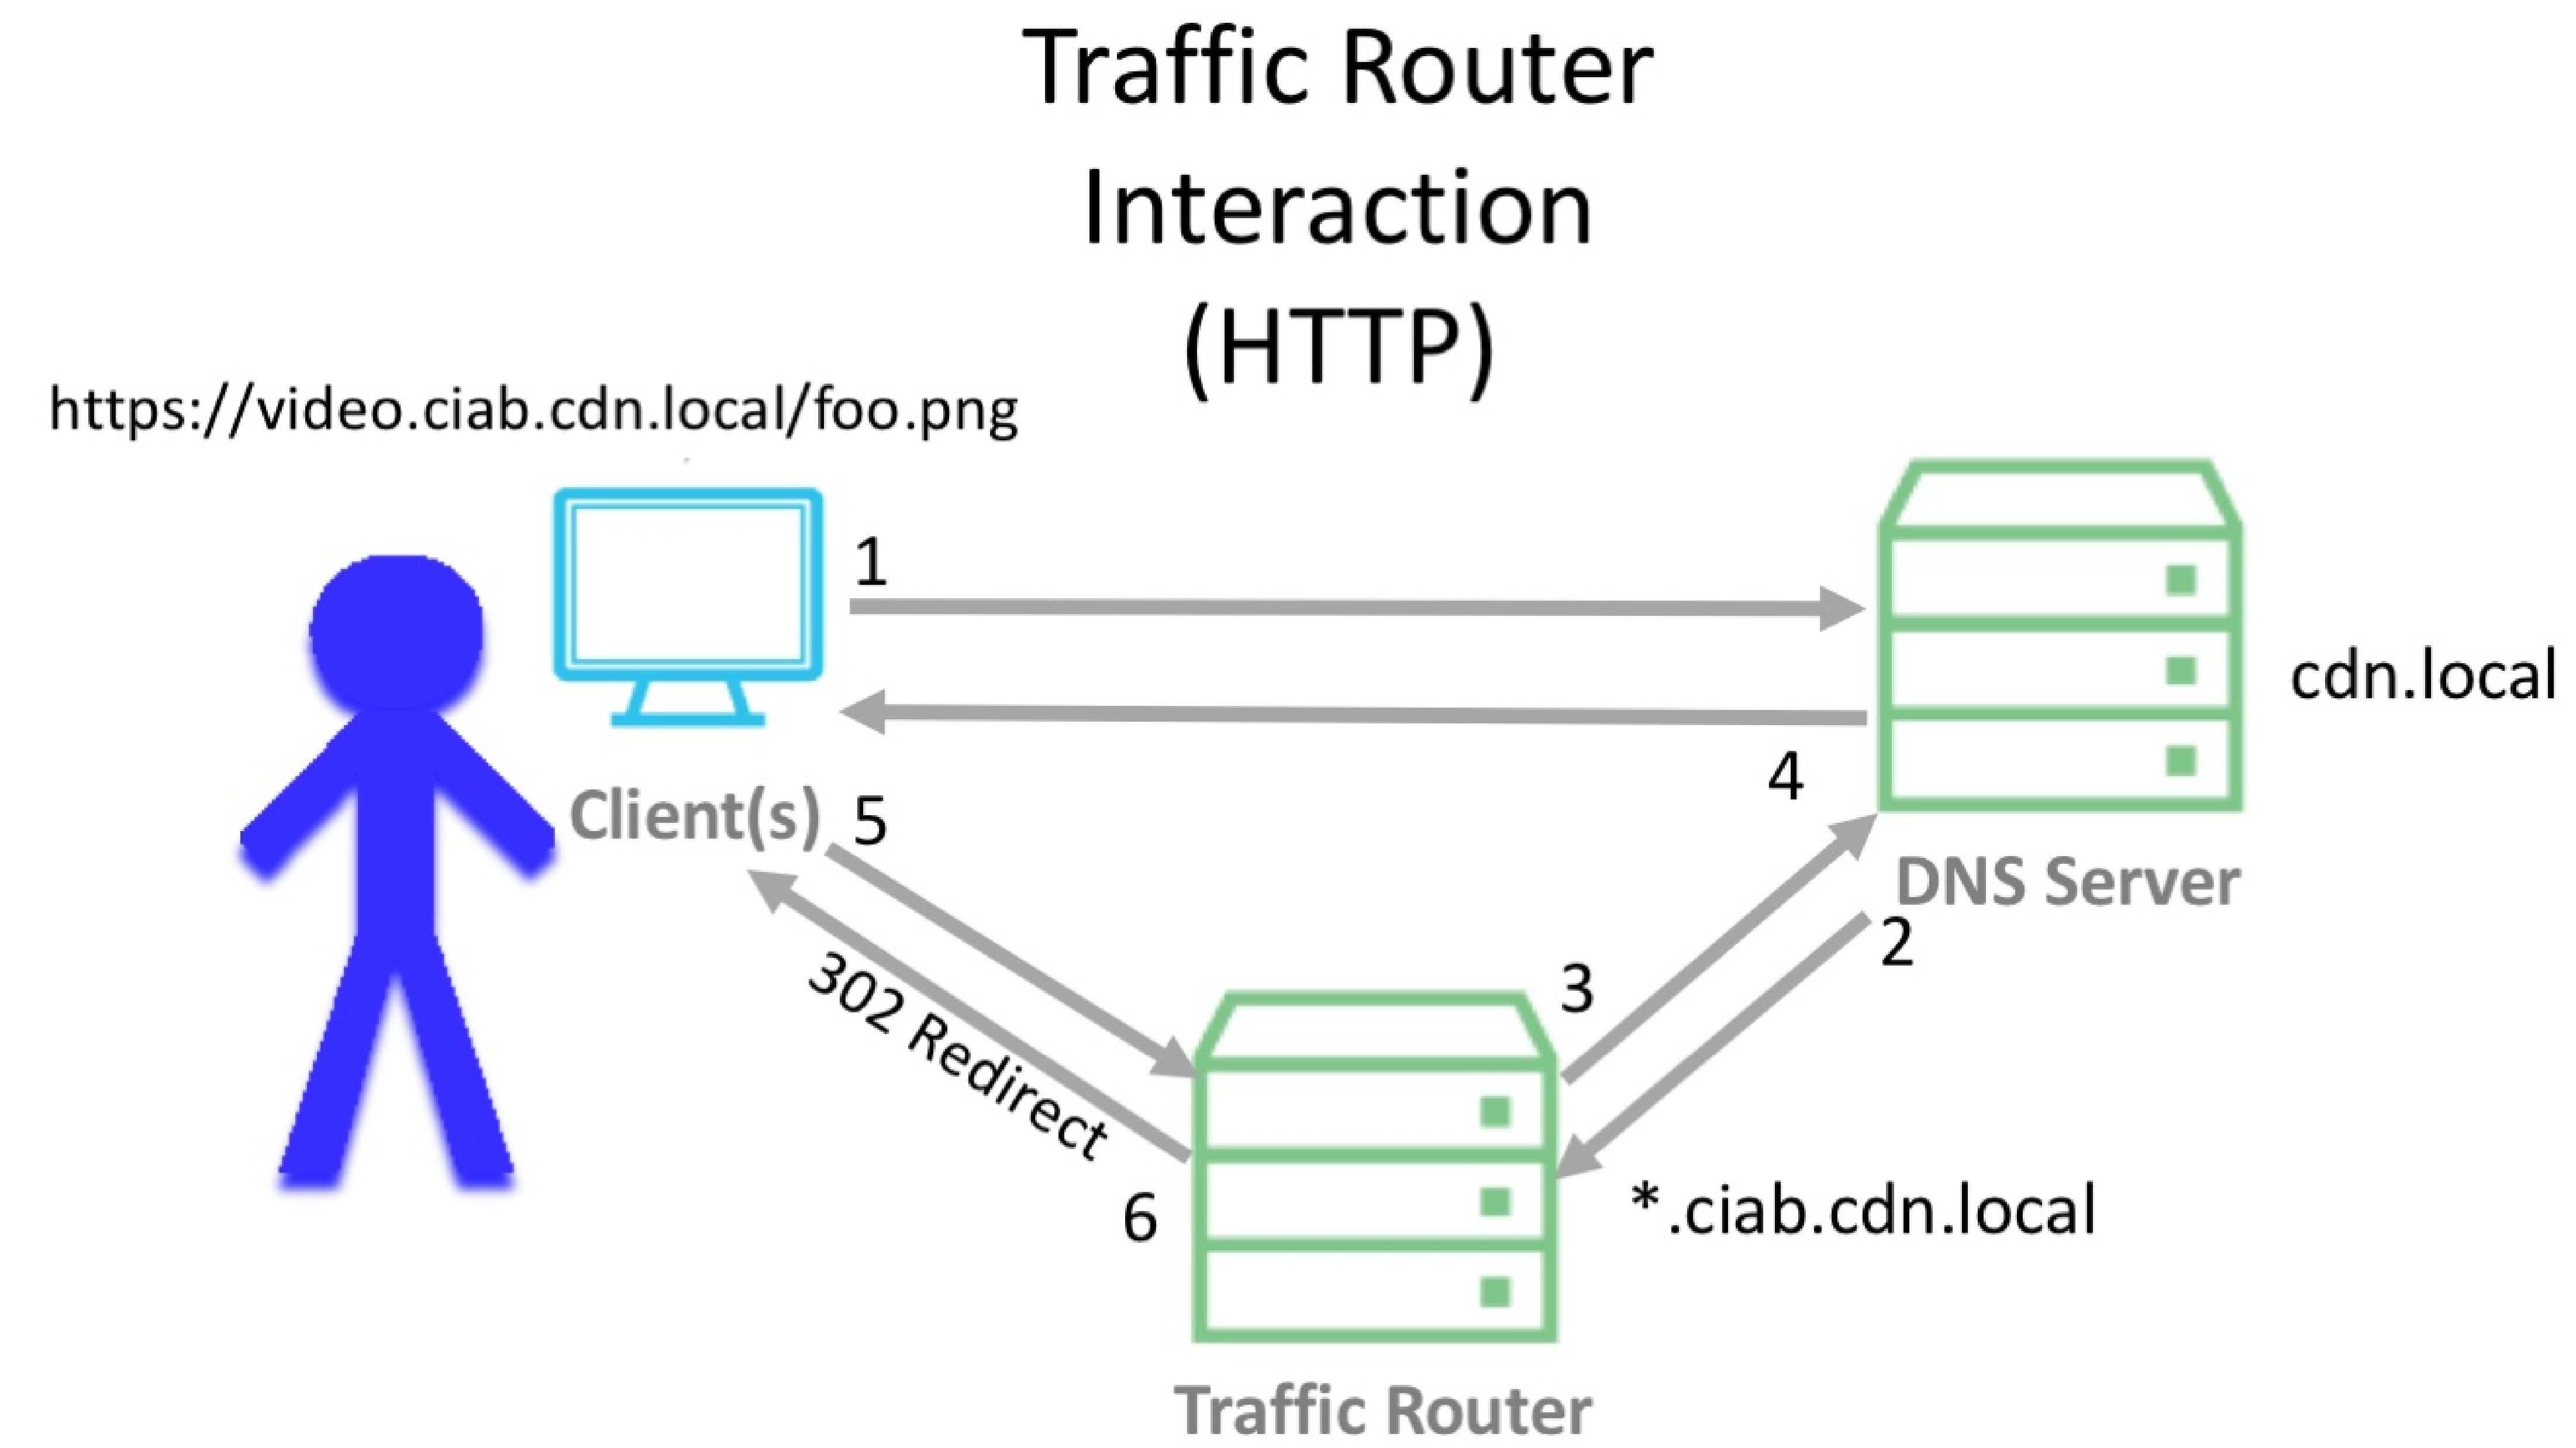 Traffic Router
Interaction
(HTTP)
https://video.ciab.cdn.local/foo.png
1
cdn.local
4
Client(s)
5
DNS Server
2
3
302 Redirect
6
*.ciab.cdn.local
Traffic Router